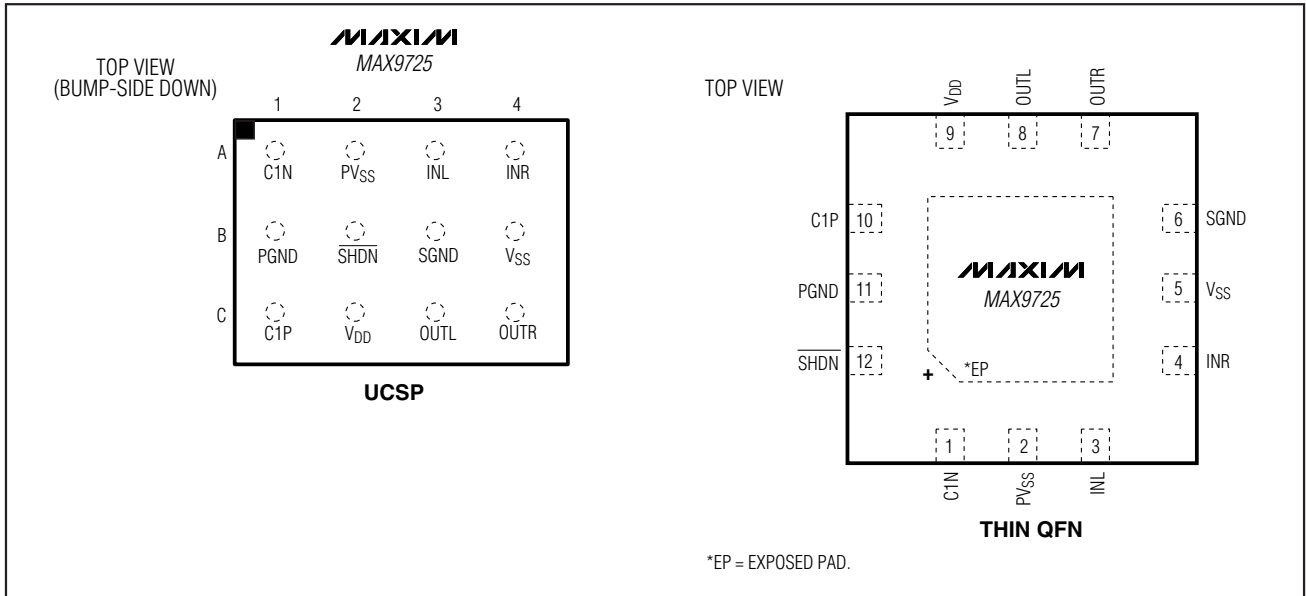 MAXIM
MAX9725
TOP VIEW
(BUMP-SIDE DOWN)
1 2 3 4
A
C1N PVSS INL INR
B
PGND SHDN SGND VSS
C
C1P VDD OUTL OUTR
UCSP
TOP VIEW
VDD OUTL OUTR
9 8 7
C1P 10 6 SGND
PGND 11 5 VSS
SHDN 12 4 INR
MAXIM
MAX9725
*EP
+
1 2 3
C1N PVSS INL
THIN QFN
*EP = EXPOSED PAD.